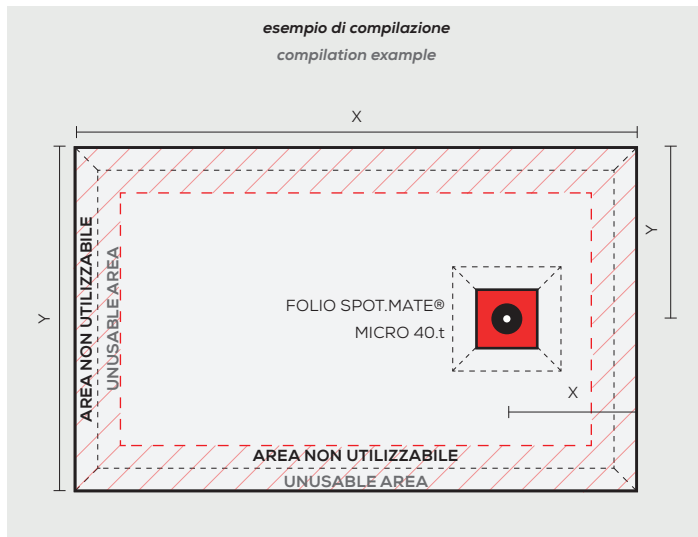 esempio di compilazione
compilation example
X
Y
Y
AREA NON UTILIZZABILE
UNUSABLE AREA
FOLIO SPOT.MATE®
MICRO 40.t
X
AREA NON UTILIZZABILE
UNUSABLE AREA